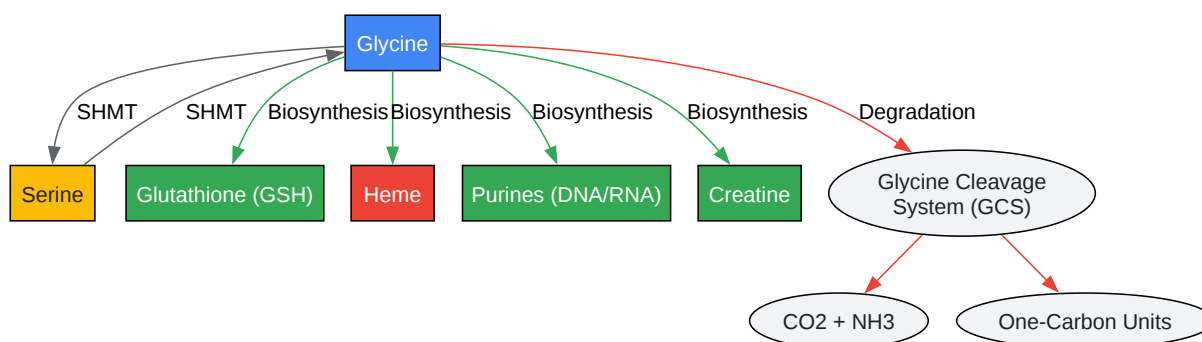 Glycine
SHMT
SHMT
Biosynthesis
Biosynthesis
Biosynthesis
Biosynthesis
Degradation
Serine
Glutathione (GSH)
Heme
Purines (DNA/RNA)
Creatine
Glycine Cleavage
System (GCS)
CO2 + NH3
One-Carbon Units